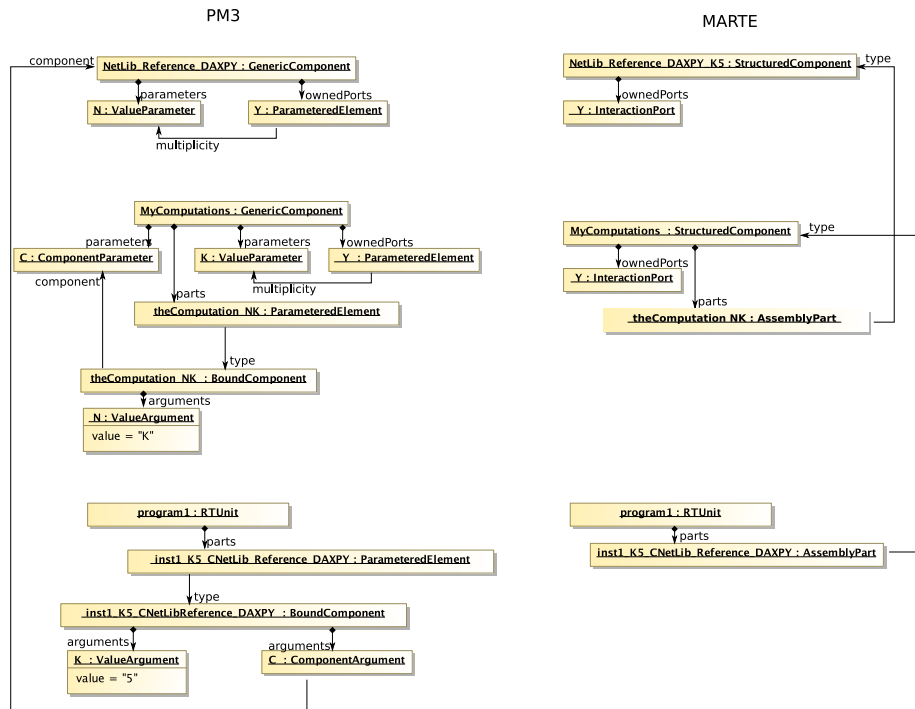 PM3
MARTE
component
NetLib_Reference_DAXPY : GenericComponent
parameters
ownedPorts
N : ValueParameter
Y : ParameteredElement
multiplicity
NetLib_Reference_DAXPY_K5 : StructuredComponent
type
ownedPorts
Y : InteractionPort
MyComputations : GenericComponent
parameters
parameters
ownedPorts
C : ComponentParameter
K : ValueParameter
Y : ParameteredElement
component
multiplicity
parts
theComputation_NK : ParameteredElement
type
theComputation_NK : BoundComponent
arguments
N : ValueArgument
value = "K"
MyComputations : StructuredComponent
type
ownedPorts
Y : InteractionPort
parts
theComputation_NK : AssemblyPart
program1 : RTUnit
parts
inst1_K5_CNetLib_Reference_DAXPY : ParameteredElement
type
inst1_K5_CNetLibReference_DAXPY : BoundComponent
arguments
arguments
K : ValueArgument
value = "5"
C : ComponentArgument
program1 : RTUnit
parts
inst1_K5_CNetLib_Reference_DAXPY : AssemblyPart